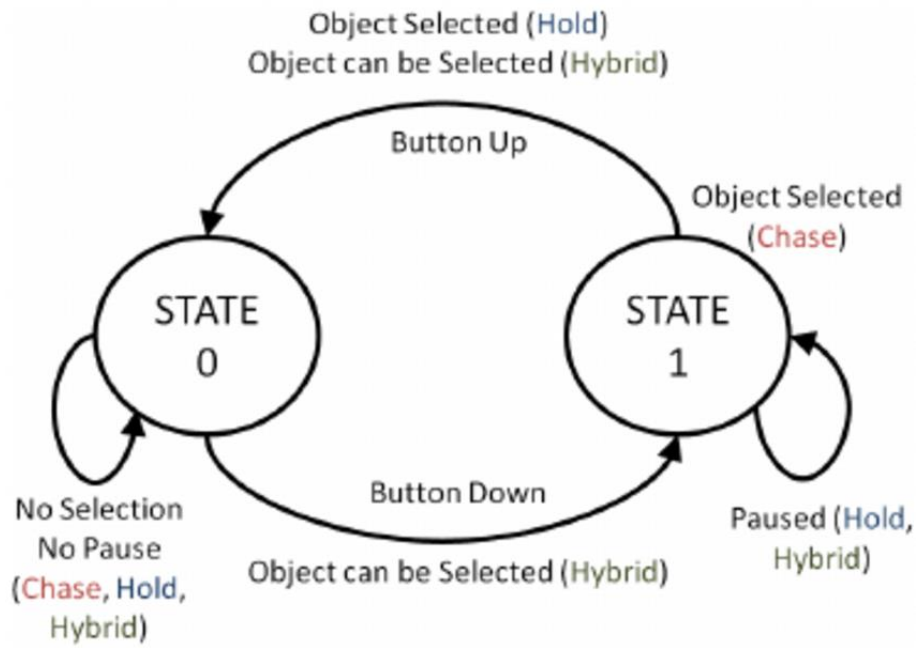 Object Selected (Hold)
Object can be Selected (Hybrid)
Button Up
Object Selected
(Chase)
STATE
0
STATE
1
Button Down
No Selection
No Pause
(Chase, Hold,
Hybrid)
Object can be Selected (Hybrid)
Paused (Hold,
Hybrid)